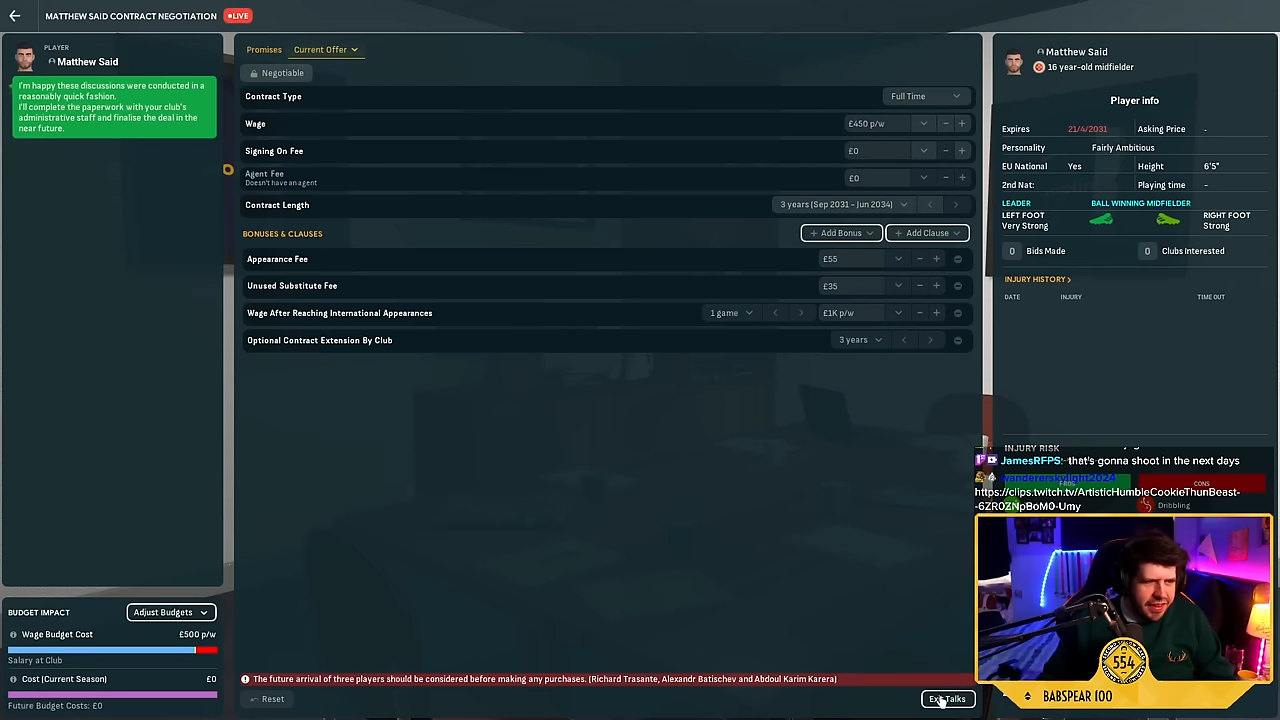 MATTHEW SAID CONTRACT NEGOTIATION
LIVE
PLAYER
Matthew Said
I'm happy these discussions were conducted in a
reasonably quick fashion.
I'll complete the paperwork with your club's
administrative staff and finalise the deal in the
near future.
BUDGET IMPACT
Adjust Budgets
Wage Budget Cost £500 p/w
Salary at Club
Cost (Current Season) £0
Future Budget Costs: £0
Promises Current Offer
Negotiable
Contract Type Full Time
Wage £450 p/w
Signing On Fee £0
Agent Fee £0
Doesn't have an agent
Contract Length 3 years (Sep 2031 - Jun 2034)
BONUSES & CLAUSES Add Bonus Add Clause
Appearance Fee £55
Unused Substitute Fee £35
Wage After Reaching International Appearances 1 game £1K p/w
Optional Contract Extension By Club 3 years
The future arrival of three players should be considered before making any purchases. (Richard Trasante, Alexandr Batischev and Abdoul Karim Karera)
Reset
Exit Talks
Matthew Said
16 year-old midfielder
Player info
Expires 21/4/2031 Asking Price -
Personality Fairly Ambitious
EU National Yes Height 6'5"
2nd Nat: Playing time -
LEADER BALL WINNING MIDFIELDER
LEFT FOOT
Very Strong
RIGHT FOOT
Strong
0 Bids Made 0 Clubs Interested
INJURY HISTORY
DATE INJURY TIME OUT
INJURY RISK
JamesRFPS: that's gonna shoot in the next days
wandererskylight2024
PROS CONS
https://clips.twitch.tv/ArtisticHumbleCookieThunBeast-
-6ZR0ZNpBoM0-Umy
Dribbling
554
BABSPEAR 100